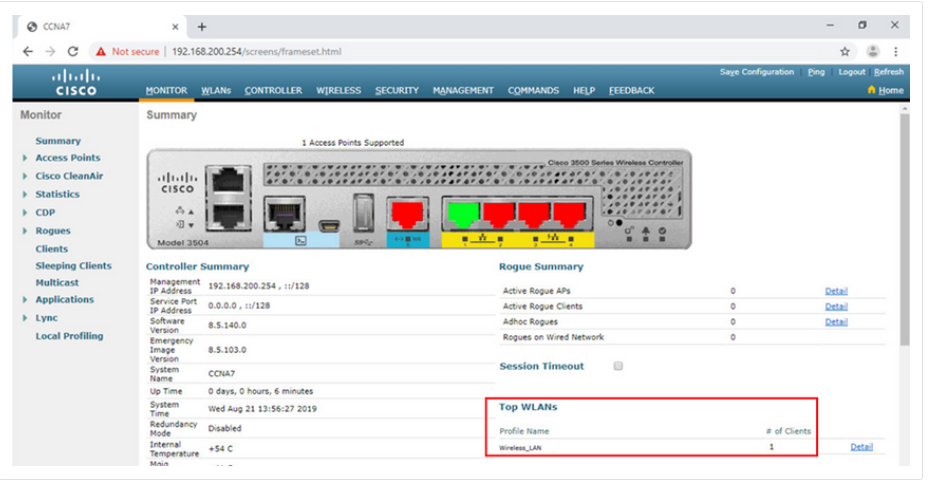 CCNA7
Not secure | 192.168.200.254/screens/frameset.html
Save Configuration | Ping | Logout | Refresh
CISCO
MONITOR WLANs CONTROLLER WIRELESS SECURITY MANAGEMENT COMMANDS HELP FEEDBACK
Home
Monitor
Summary
Access Points
Cisco CleanAir
Statistics
CDP
Rogues
Clients
Sleeping Clients
Multicast
Applications
Lync
Local Profiling
Summary
1 Access Points Supported
Cisco 3500 Series Wireless Controller
CISCO
Model 3504
Controller Summary
Management IP Address 192.168.200.254 , ::/128
Service Port IP Address 0.0.0.0 , ::/128
Software Version 8.5.140.0
Emergency Image Version 8.5.103.0
System Name CCNA7
Up Time 0 days, 0 hours, 6 minutes
System Time Wed Aug 21 13:56:27 2019
Redundancy Mode Disabled
Internal Temperature +54 C
Rogue Summary
Active Rogue APs 0 Detail
Active Rogue Clients 0 Detail
Adhoc Rogues 0 Detail
Rogues on Wired Network 0
Session Timeout
Top WLANs
Profile Name # of Clients
Wireless_LAN 1 Detail